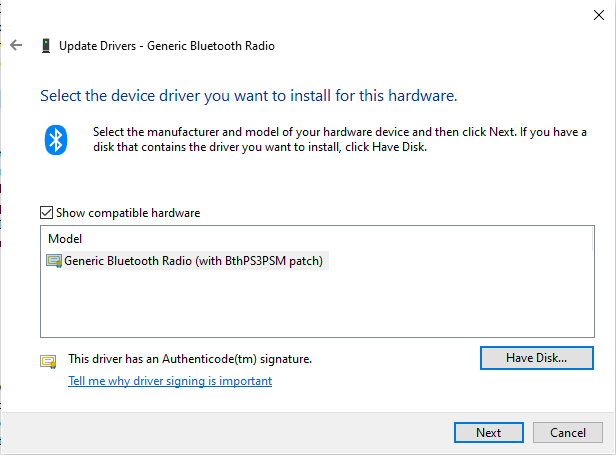 Update Drivers - Generic Bluetooth Radio
Select the device driver you want to install for this hardware.
Select the manufacturer and model of your hardware device and then click Next. If you have a
disk that contains the driver you want to install, click Have Disk.
Show compatible hardware
Model
Generic Bluetooth Radio (with BthPS3PSM patch)
This driver has an Authenticode(tm) signature.
Have Disk...
Tell me why driver signing is important
Next
Cancel